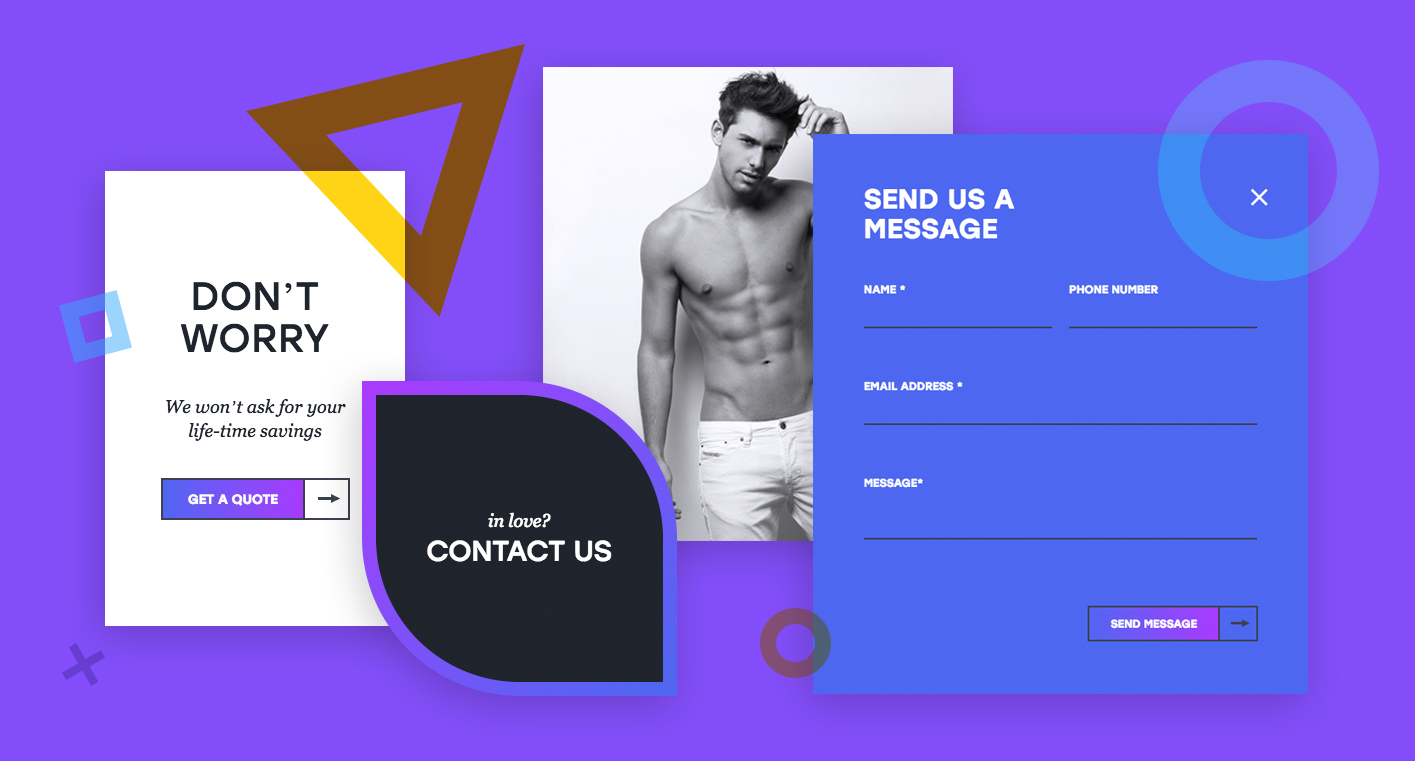 DON’T
WORRY
We won’t ask for your
life-time savings
GET A QUOTE
in love?
CONTACT US
SEND US A
MESSAGE
NAME *
PHONE NUMBER
EMAIL ADDRESS *
MESSAGE*
SEND MESSAGE